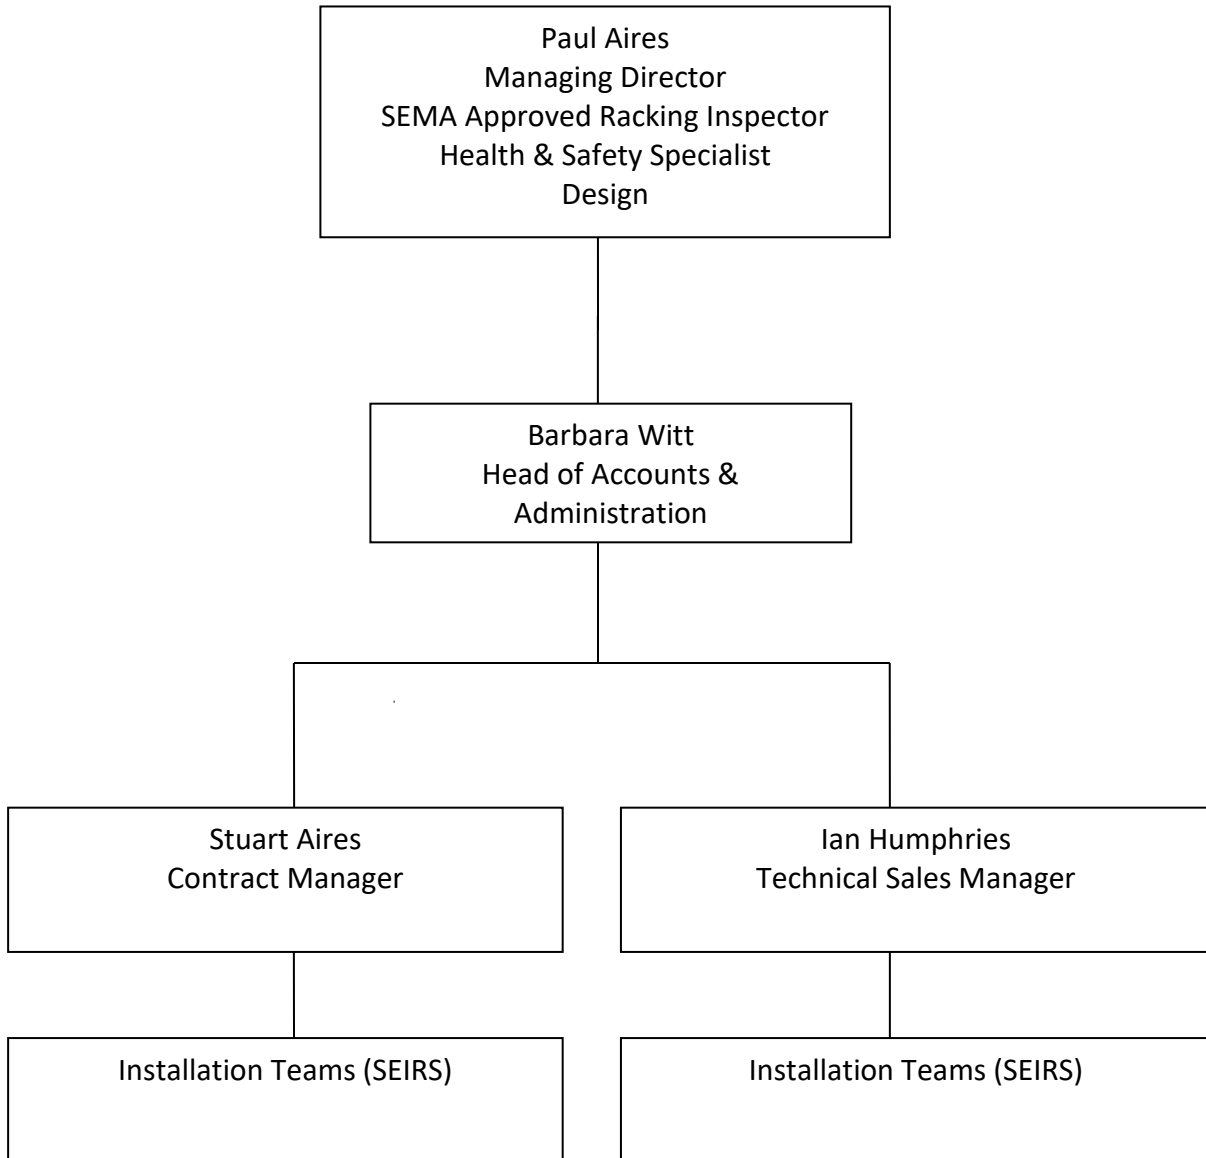 Paul Aires
Managing Director
SEMA Approved Racking Inspector
Health & Safety Specialist
Design
Barbara Witt
Head of Accounts &
Administration
Stuart Aires
Contract Manager
Ian Humphries
Technical Sales Manager
Installation Teams (SEIRS)
Installation Teams (SEIRS)